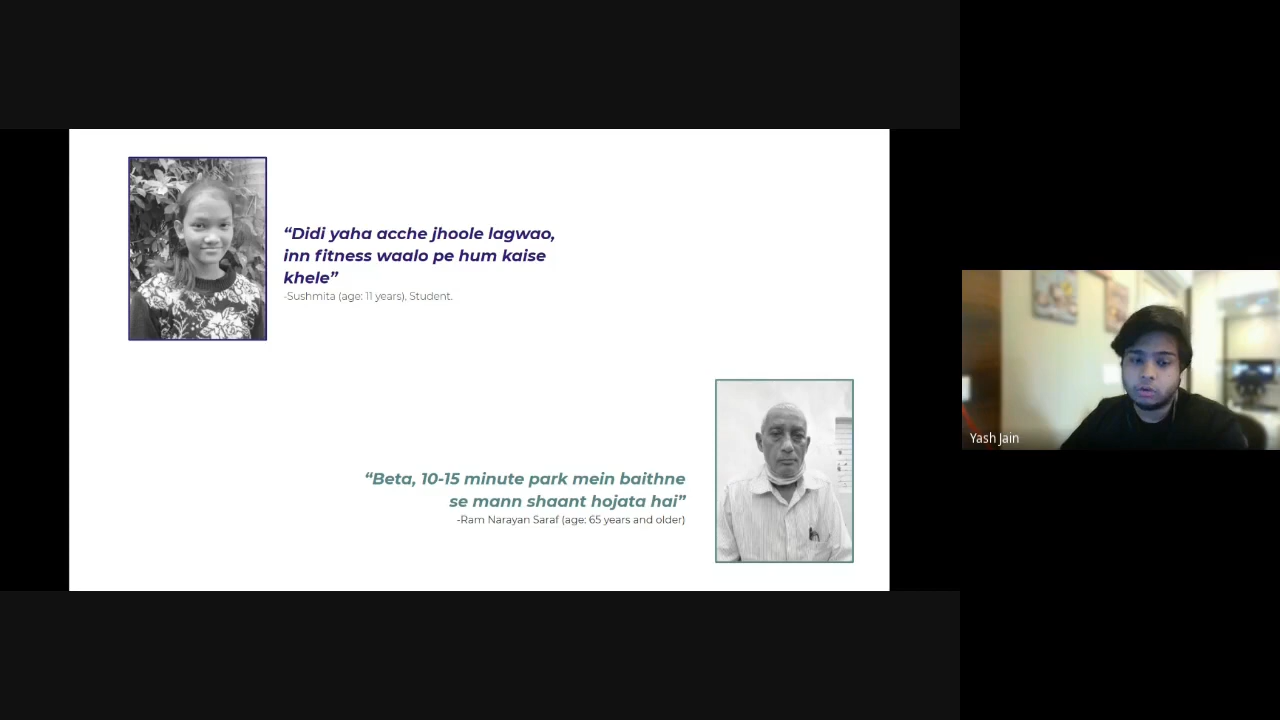 “Didi yaha acche jhoole lagwao,
inn fitness waalo pe hum kaise
khele”
-Sushmita (age: 11 years), Student.
“Beta, 10-15 minute park mein baithne
se mann shaant hojata hai”
-Ram Narayan Saraf (age: 65 years and older)
Yash Jain